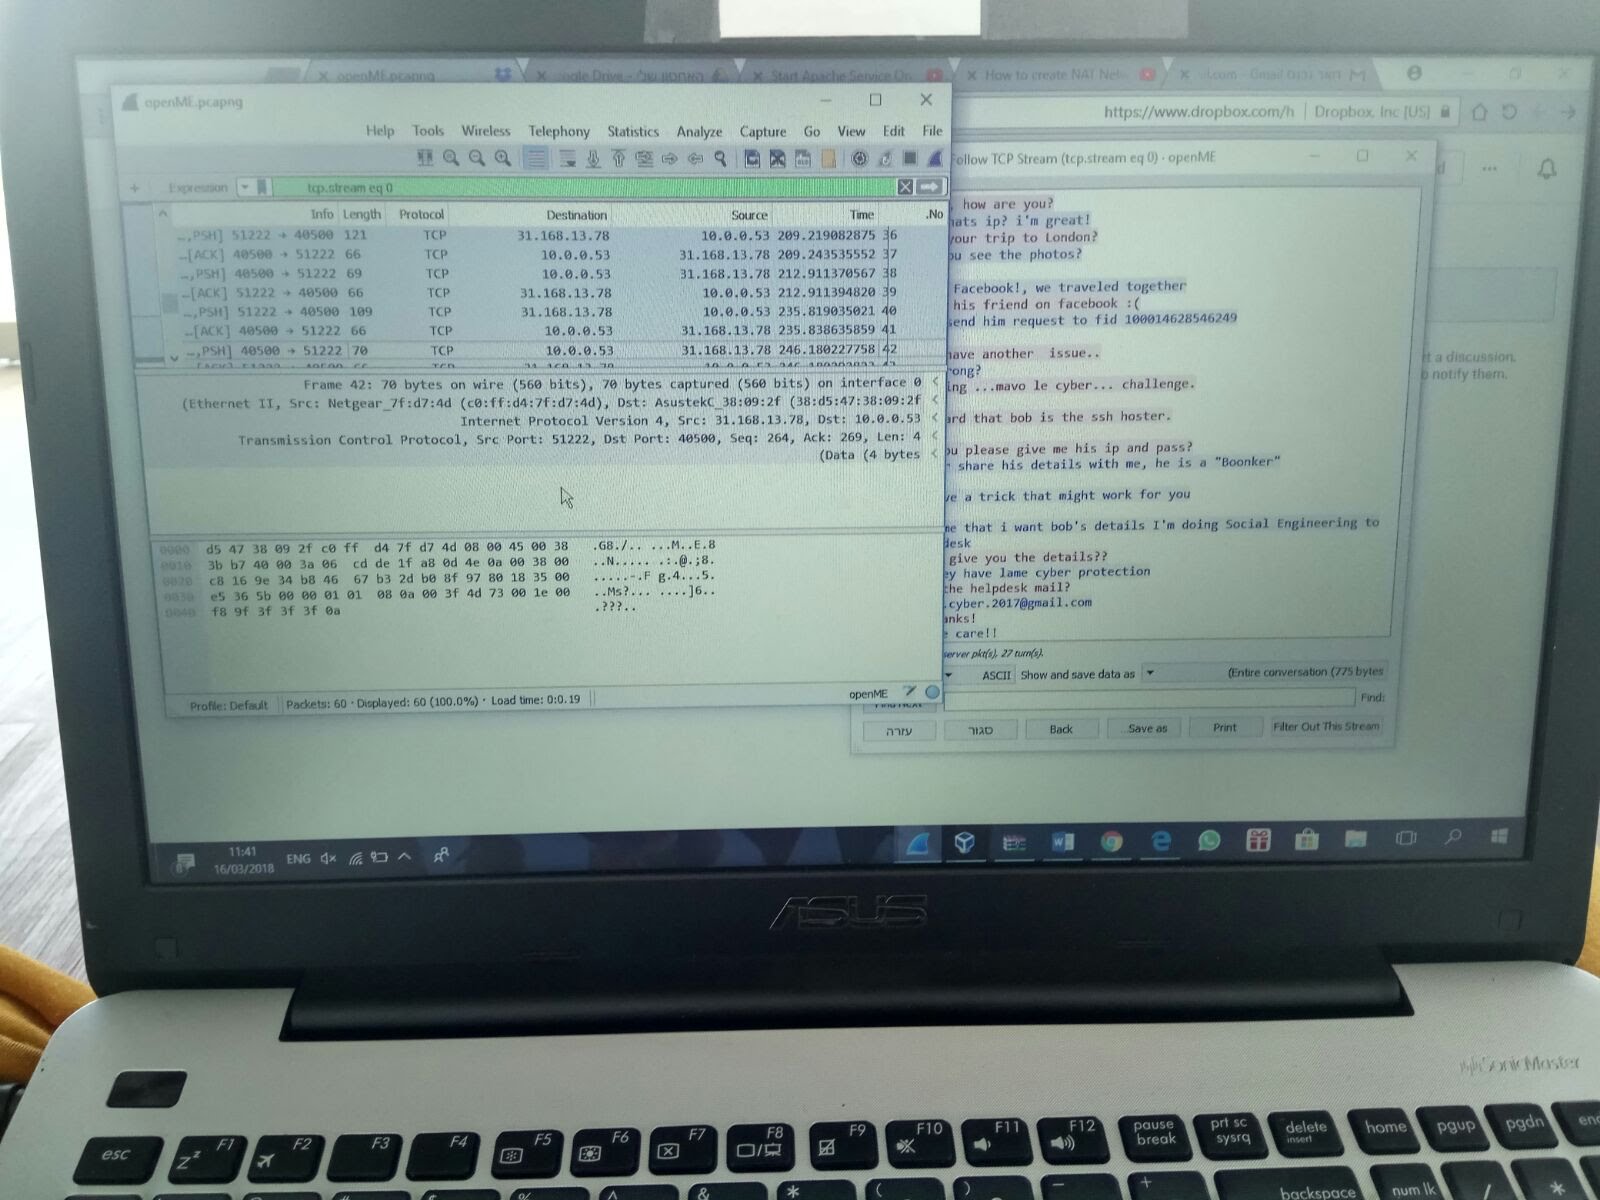 openME.pcapng
How to create NAT Netw
Start Apache Service On
https://www.dropbox.com/h | Dropbox, Inc [US]
openME.pcapng
Help Tools Wireless Telephony Statistics Analyze Capture Go View Edit File
Expression tcp.stream eq 0
Info Length Protocol Destination Source Time .No
…,PSH] 51222 → 40500 121 TCP 31.168.13.78 10.0.0.53 209.219082875 36
…[ACK] 40500 → 51222 66 TCP 10.0.0.53 31.168.13.78 209.243535552 37
…,PSH] 40500 → 51222 69 TCP 10.0.0.53 31.168.13.78 212.911370567 38
…[ACK] 51222 → 40500 66 TCP 31.168.13.78 10.0.0.53 212.911394820 39
…,PSH] 51222 → 40500 109 TCP 31.168.13.78 10.0.0.53 235.819035021 40
…[ACK] 40500 → 51222 66 TCP 10.0.0.53 31.168.13.78 235.838635859 41
…,PSH] 40500 → 51222 70 TCP 10.0.0.53 31.168.13.78 246.180227758 42
Frame 42: 70 bytes on wire (560 bits), 70 bytes captured (560 bits) on interface 0
(Ethernet II, Src: Netgear_7f:d7:4d (c0:ff:d4:7f:d7:4d), Dst: AsustekC_38:09:2f (38:d5:47:38:09:2f
Internet Protocol Version 4, Src: 31.168.13.78, Dst: 10.0.0.53
Transmission Control Protocol, Src Port: 51222, Dst Port: 40500, Seq: 264, Ack: 269, Len: 4
(Data (4 bytes
0000 d5 47 38 09 2f c0 ff d4 7f d7 4d 08 00 45 00 38 .G8./.. ...M..E.8
0010 3b b7 40 00 3a 06 cd de 1f a8 0d 4e 0a 00 38 00 ..N..... .:.@.;8.
0020 c8 16 9e 34 b8 46 67 b3 2d b0 8f 97 80 18 35 00 .....-.F g.4...5.
0030 e5 36 5b 00 00 01 01 08 0a 00 3f 4d 73 00 1e 00 ..Ms?... ....]6..
0040 f8 9f 3f 3f 3f 0a .???..
Profile: Default Packets: 60 · Displayed: 60 (100.0%) · Load time: 0:0.19 openME
Follow TCP Stream (tcp.stream eq 0) · openME
, how are you?
hats ip? i'm great!
your trip to London?
ou see the photos?
Facebook!, we traveled together
his friend on facebook :(
send him request to fid 100014628546249
have another issue..
rong?
ing ...mavo le cyber... challenge.
ard that bob is the ssh hoster.
ou please give me his ip and pass?
share his details with me, he is a "Boonker"
ve a trick that might work for you
me that i want bob's details I'm doing Social Engineering to
desk
give you the details??
ey have lame cyber protection
the helpdesk mail?
.cyber.2017@gmail.com
anks!
e care!!
server pkt(s), 27 turn(s).
ASCII Show and save data as (Entire conversation (775 bytes
Find Next Find:
עזרה סגור Back ...Save as Print Filter Out This Stream
t a discussion.
o notify them.
11:41
16/03/2018
ENG
ASUS
SonicMaster
esc F1 F2 F3 F4 F5 F6 F7 F8 F9 F10 F11 F12 pause break prt sc sysrq delete insert home pgup pgdn
backspace num lk